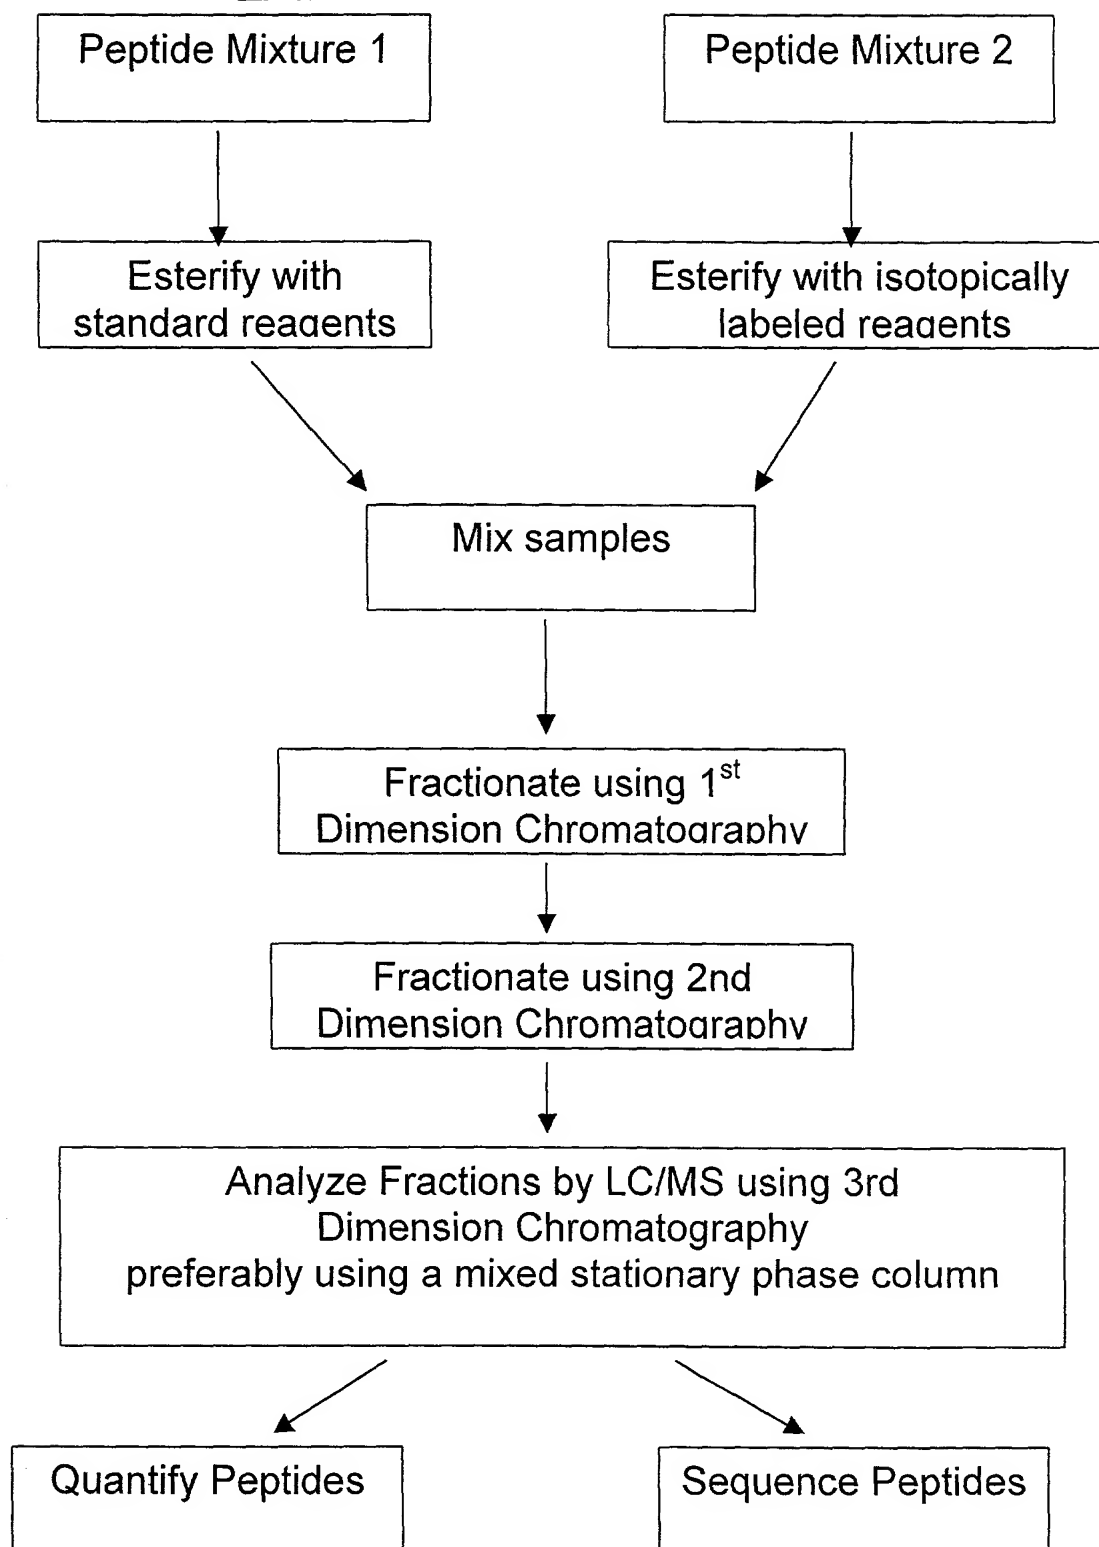 Peptide Mixture 1
Peptide Mixture 2
Esterify with
standard reagents
Esterify with isotopically
labeled reagents
Mix samples
Fractionate using 1st
Dimension Chromatography
Fractionate using 2nd
Dimension Chromatography
Analyze Fractions by LC/MS using 3rd
Dimension Chromatography
preferably using a mixed stationary phase column
Quantify Peptides
Sequence Peptides